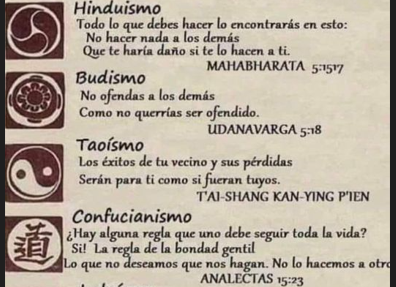 Hinduismo
Todo lo que debes hacer lo encontrarás en esto:
No hacer nada a los demás
Que te haría daño si te lo hacen a ti.
MAHABHARATA 5:1517
Budismo
No ofendas a los demás
Como no querrías ser ofendido.
UDANAVARGA 5:18
Taoísmo
Los éxitos de tu vecino y sus pérdidas
Serán para ti como si fueran tuyos.
T'AI-SHANG KAN-YING P'IEN
Confucianismo
¿Hay alguna regla que uno debe seguir toda la vida?
Si! La regla de la bondad gentil
Lo que no deseamos que nos hagan. No lo hacemos a otro
ANALECTAS 15:23
道